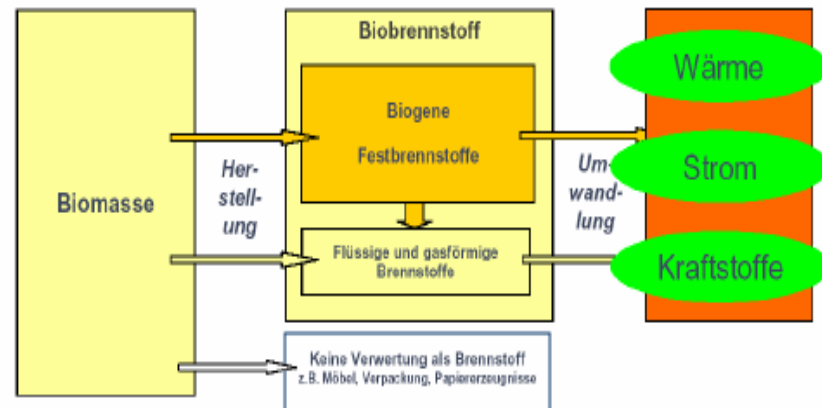 Biomasse
Her-
stell-
ung
Biobrennstoff
Biogene
Festbrennstoffe
Flüssige und gasförmige
Brennstoffe
Keine Verwertung als Brennstoff
z.B. Möbel, Verpackung, Papiererzeugnisse
Um-
wand-
lung
Wärme
Strom
Kraftstoffe